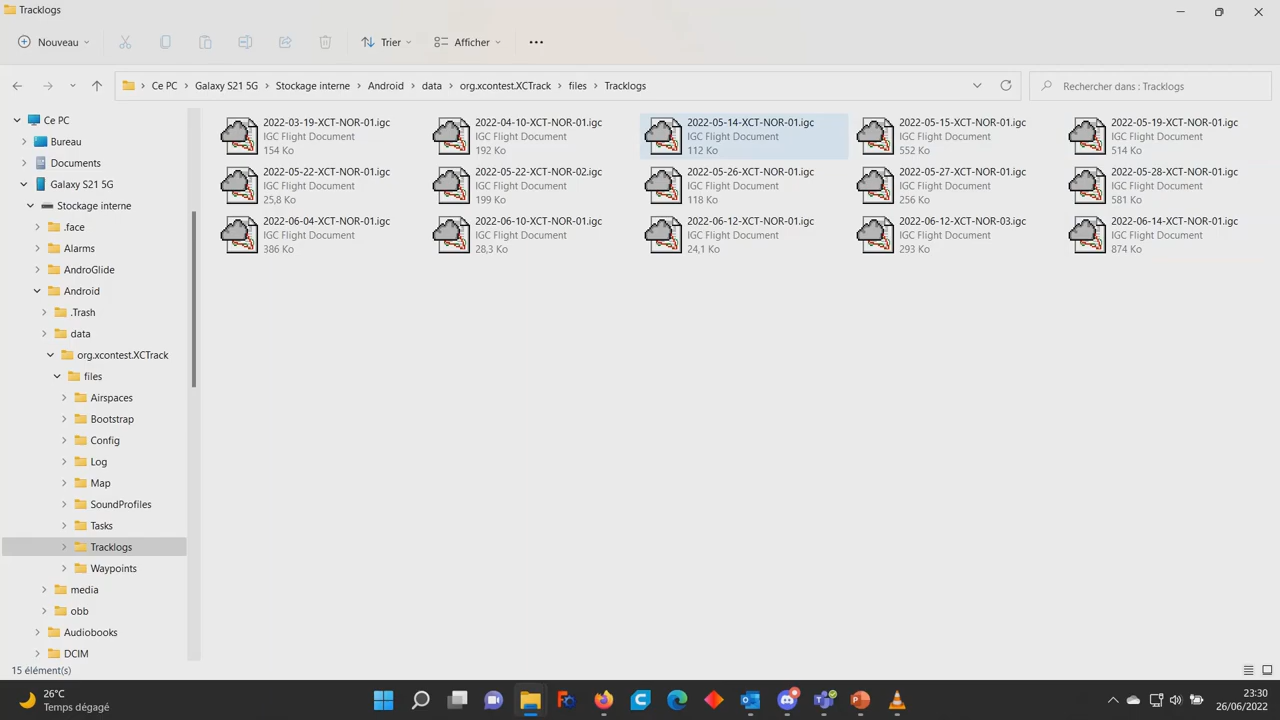 Tracklogs
Nouveau
Trier
Afficher
Ce PC
Galaxy S21 5G
Stockage interne
Android
data
org.xcontest.XCTrack
files
Tracklogs
Rechercher dans : Tracklogs
Ce PC
Bureau
Documents
Galaxy S21 5G
Stockage interne
.face
Alarms
AndroGlide
Android
.Trash
data
org.xcontest.XCTrack
files
Airspaces
Bootstrap
Config
Log
Map
SoundProfiles
Tasks
Tracklogs
Waypoints
media
obb
Audiobooks
DCIM
2022-03-19-XCT-NOR-01.igc
IGC Flight Document
154 Ko
2022-04-10-XCT-NOR-01.igc
IGC Flight Document
192 Ko
2022-05-14-XCT-NOR-01.igc
IGC Flight Document
112 Ko
2022-05-15-XCT-NOR-01.igc
IGC Flight Document
552 Ko
2022-05-19-XCT-NOR-01.igc
IGC Flight Document
514 Ko
2022-05-22-XCT-NOR-01.igc
IGC Flight Document
25,8 Ko
2022-05-22-XCT-NOR-02.igc
IGC Flight Document
199 Ko
2022-05-26-XCT-NOR-01.igc
IGC Flight Document
118 Ko
2022-05-27-XCT-NOR-01.igc
IGC Flight Document
256 Ko
2022-05-28-XCT-NOR-01.igc
IGC Flight Document
581 Ko
2022-06-04-XCT-NOR-01.igc
IGC Flight Document
386 Ko
2022-06-10-XCT-NOR-01.igc
IGC Flight Document
28,3 Ko
2022-06-12-XCT-NOR-01.igc
IGC Flight Document
24,1 Ko
2022-06-12-XCT-NOR-03.igc
IGC Flight Document
293 Ko
2022-06-14-XCT-NOR-01.igc
IGC Flight Document
874 Ko
15 élément(s)
26°C
Temps dégagé
23:30
26/06/2022